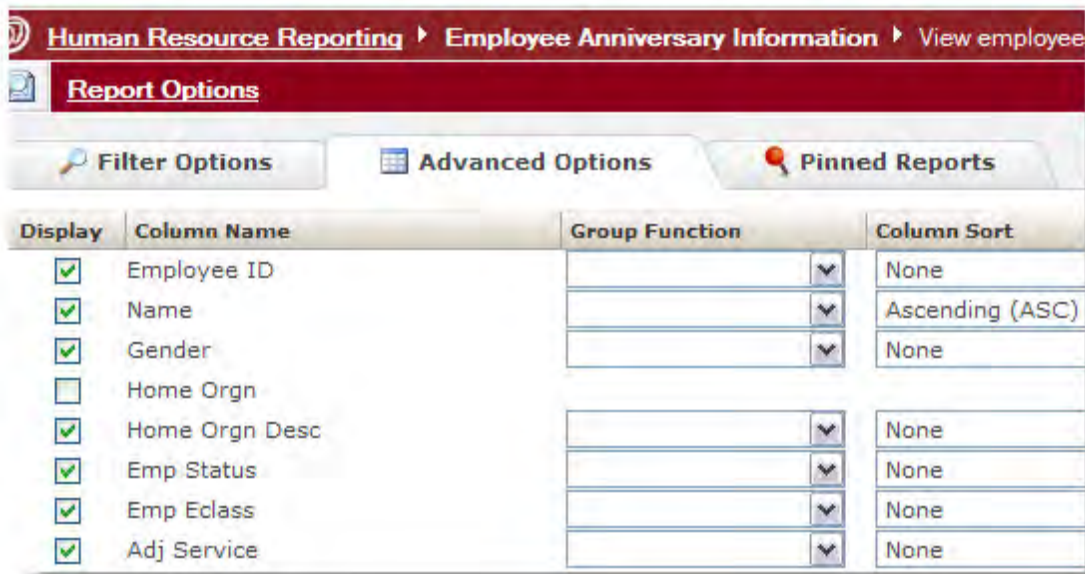 @ Human Resource Reporting Employee Anniversary Information View employee
Report Options
Filter Options Advanced Options Pinned Reports
Display Column Name Group Function Column Sort
Employee ID None
Name Ascending (ASC)
Gender None
Home Orgn
Home Orgn Desc None
Emp Status None
Emp Eclass None
Adj Service None